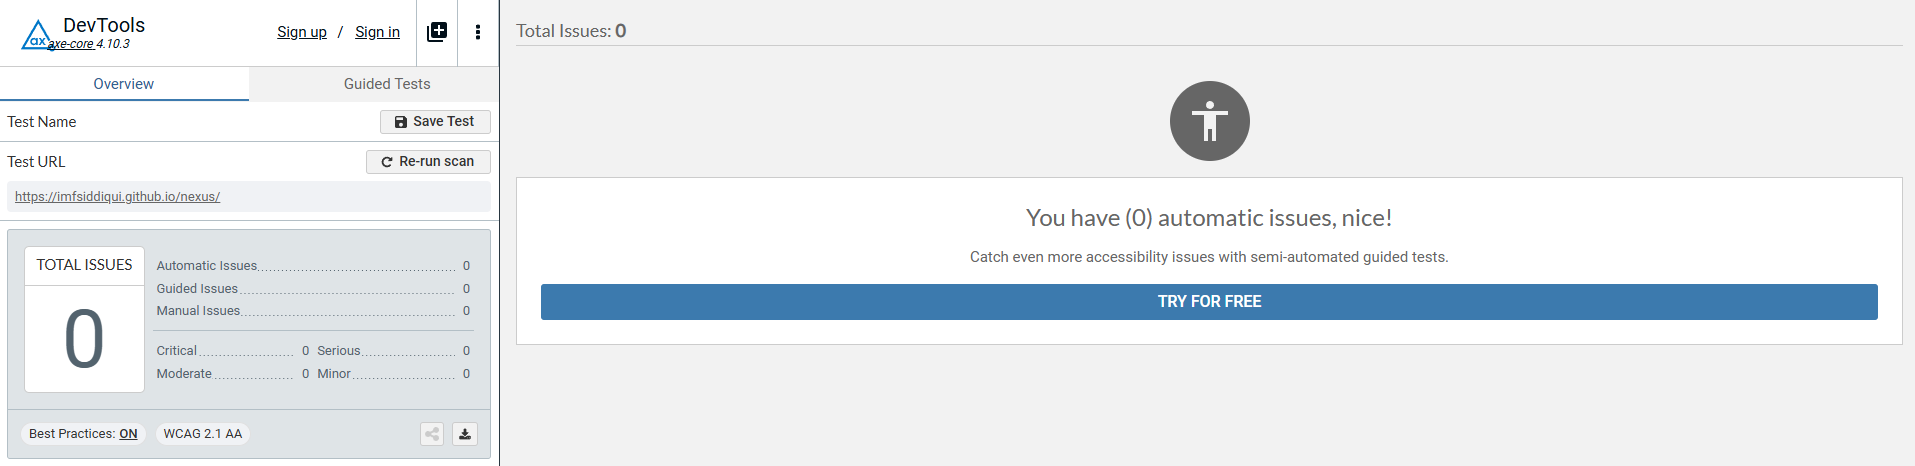 DevTools
ax
axe-core 4.10.3
Sign up / Sign in
Overview
Guided Tests
Test Name
Save Test
Test URL
Re-run scan
https://imfsiddiqui.github.io/nexus/
TOTAL ISSUES
0
Automatic Issues 0
Guided Issues 0
Manual Issues 0
Critical 0 Serious 0
Moderate 0 Minor 0
Best Practices: ON
WCAG 2.1 AA
Total Issues: 0
You have (0) automatic issues, nice!
Catch even more accessibility issues with semi-automated guided tests.
TRY FOR FREE